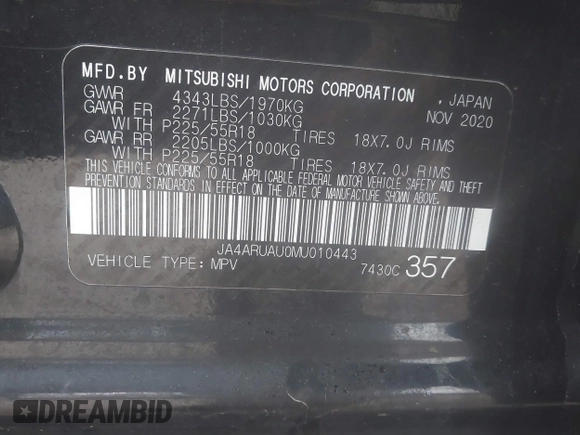 MFD.BY MITSUBISHI MOTORS CORPORATION , JAPAN
GVWR 4343LBS/1970KG NOV 2020
GAWR FR 2271LBS/1030KG
WITH P225/55R18 TIRES 18X7.0J RIMS
GAWR RR 2205LBS/1000KG
WITH P225/55R18 TIRES 18X7.0J RIMS
THIS VEHICLE CONFORMS TO ALL APPLICABLE FEDERAL MOTOR VEHICLE SAFETY AND THEFT
PREVENTION STANDARDS IN EFFECT ON THE DATE OF MANUFACTURE SHOWN ABOVE.
JA4ARUAU0MU010443
VEHICLE TYPE: MPV 7430C 357
DREAMBID